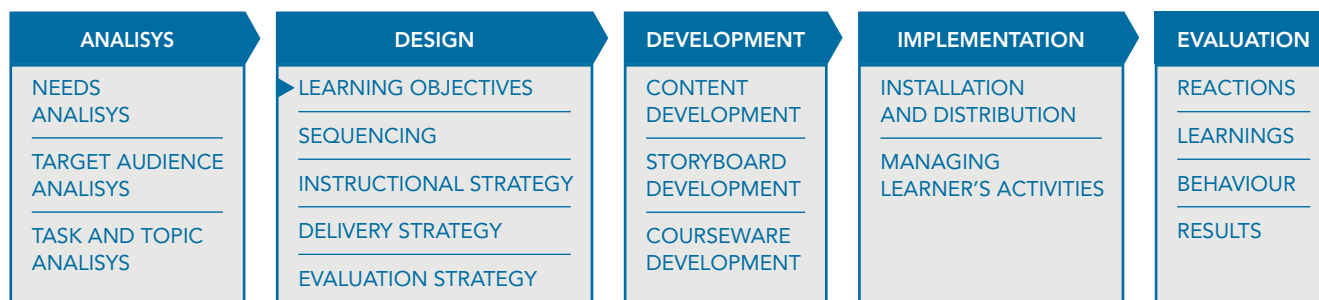 ANALISYS
NEEDS
ANALISYS
TARGET AUDIENCE
ANALISYS
TASK AND TOPIC
ANALISYS
DESIGN
LEARNING OBJECTIVES
SEQUENCING
INSTRUCTIONAL STRATEGY
DELIVERY STRATEGY
EVALUATION STRATEGY
DEVELOPMENT
CONTENT
DEVELOPMENT
STORYBOARD
DEVELOPMENT
COURSEWARE
DEVELOPMENT
IMPLEMENTATION
INSTALLATION
AND DISTRIBUTION
MANAGING
LEARNER’S ACTIVITIES
EVALUATION
REACTIONS
LEARNINGS
BEHAVIOUR
RESULTS